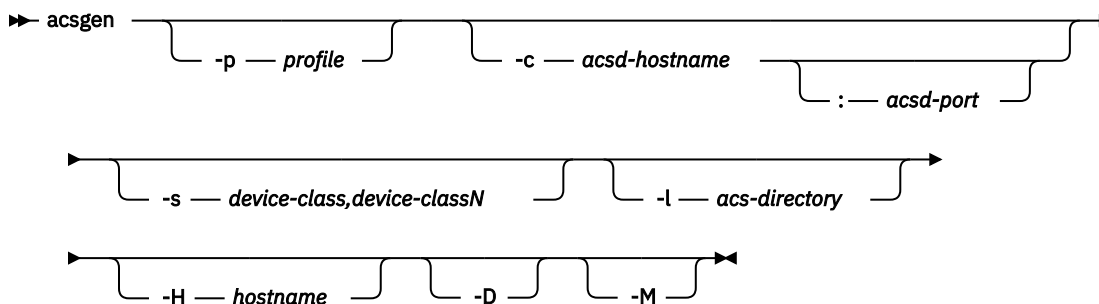 acsgen
-p profile -c acsd-hostname
: acsd-port
-s device-class,device-classN -l acs-directory
-H hostname -D -M